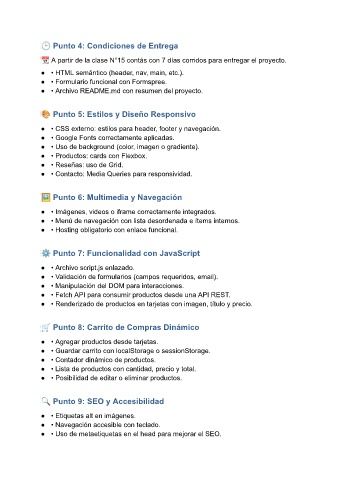 🕒 Punto 4: Condiciones de Entrega
📅 A partir de la clase N°15 contás con 7 días corridos para entregar el proyecto.
● • HTML semántico (header, nav, main, etc.).
● • Formulario funcional con Formspree.
● • Archivo README.md con resumen del proyecto.
🎨 Punto 5: Estilos y Diseño Responsivo
● • CSS externo: estilos para header, footer y navegación.
● • Google Fonts correctamente aplicadas.
● • Uso de background (color, imagen o gradiente).
● • Productos: cards con Flexbox.
● • Reseñas: uso de Grid.
● • Contacto: Media Queries para responsividad.
🖼️ Punto 6: Multimedia y Navegación
● • Imágenes, videos o iframe correctamente integrados.
● • Menú de navegación con lista desordenada e ítems internos.
● • Hosting obligatorio con enlace funcional.
⚙️ Punto 7: Funcionalidad con JavaScript
● • Archivo script.js enlazado.
● • Validación de formularios (campos requeridos, email).
● • Manipulación del DOM para interacciones.
● • Fetch API para consumir productos desde una API REST.
● • Renderizado de productos en tarjetas con imagen, título y precio.
🛒 Punto 8: Carrito de Compras Dinámico
● • Agregar productos desde tarjetas.
● • Guardar carrito con localStorage o sessionStorage.
● • Contador dinámico de productos.
● • Lista de productos con cantidad, precio y total.
● • Posibilidad de editar o eliminar productos.
🔍 Punto 9: SEO y Accesibilidad
● • Etiquetas alt en imágenes.
● • Navegación accesible con teclado.
● • Uso de metaetiquetas en el head para mejorar el SEO.